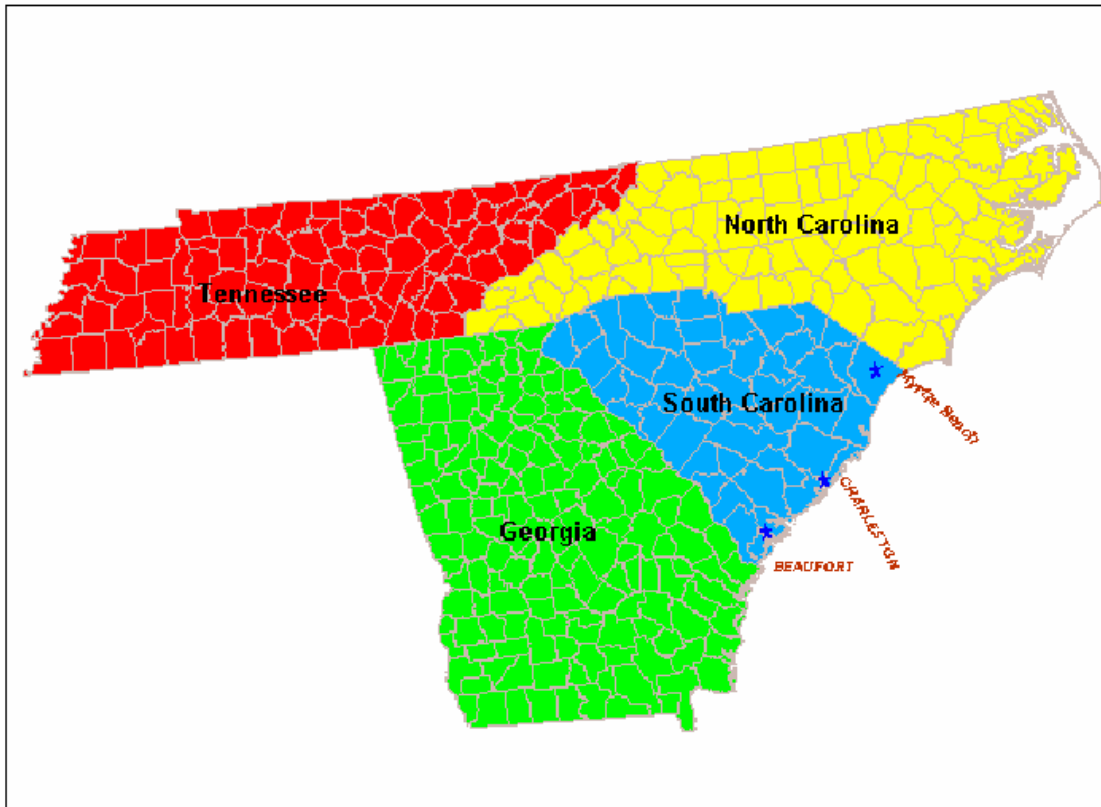 North Carolina
Tennessee
South Carolina
Myrtle Beach
CHARLESTON
Georgia
BEAUFORT